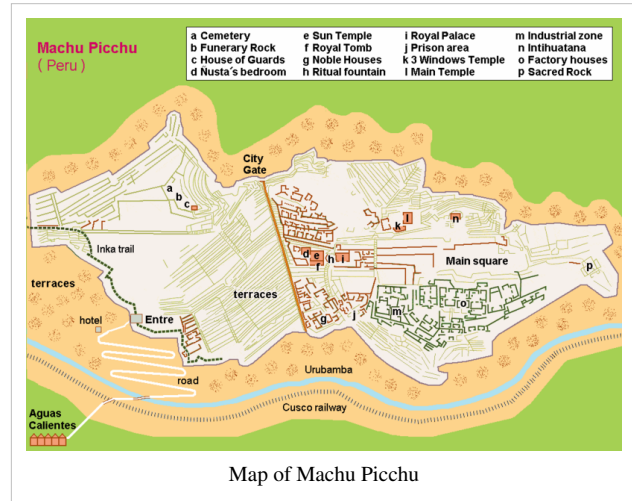 Machu Picchu
( Peru )
a Cemetery
b Funerary Rock
c House of Guards
d Ñusta´s bedroom
e Sun Temple
f Royal Tomb
g Noble Houses
h Ritual fountain
i Royal Palace
j Prison area
k 3 Windows Temple
l Main Temple
m Industrial zone
n Intihuatana
o Factory houses
p Sacred Rock
City
Gate
a
b
c
l
n
k
Inka trail
d
e
f
h
i
Main square
p
terraces
terraces
hotel
Entre
g
j
m
o
road
Urubamba
Cusco railway
Aguas
Calientes
Map of Machu Picchu